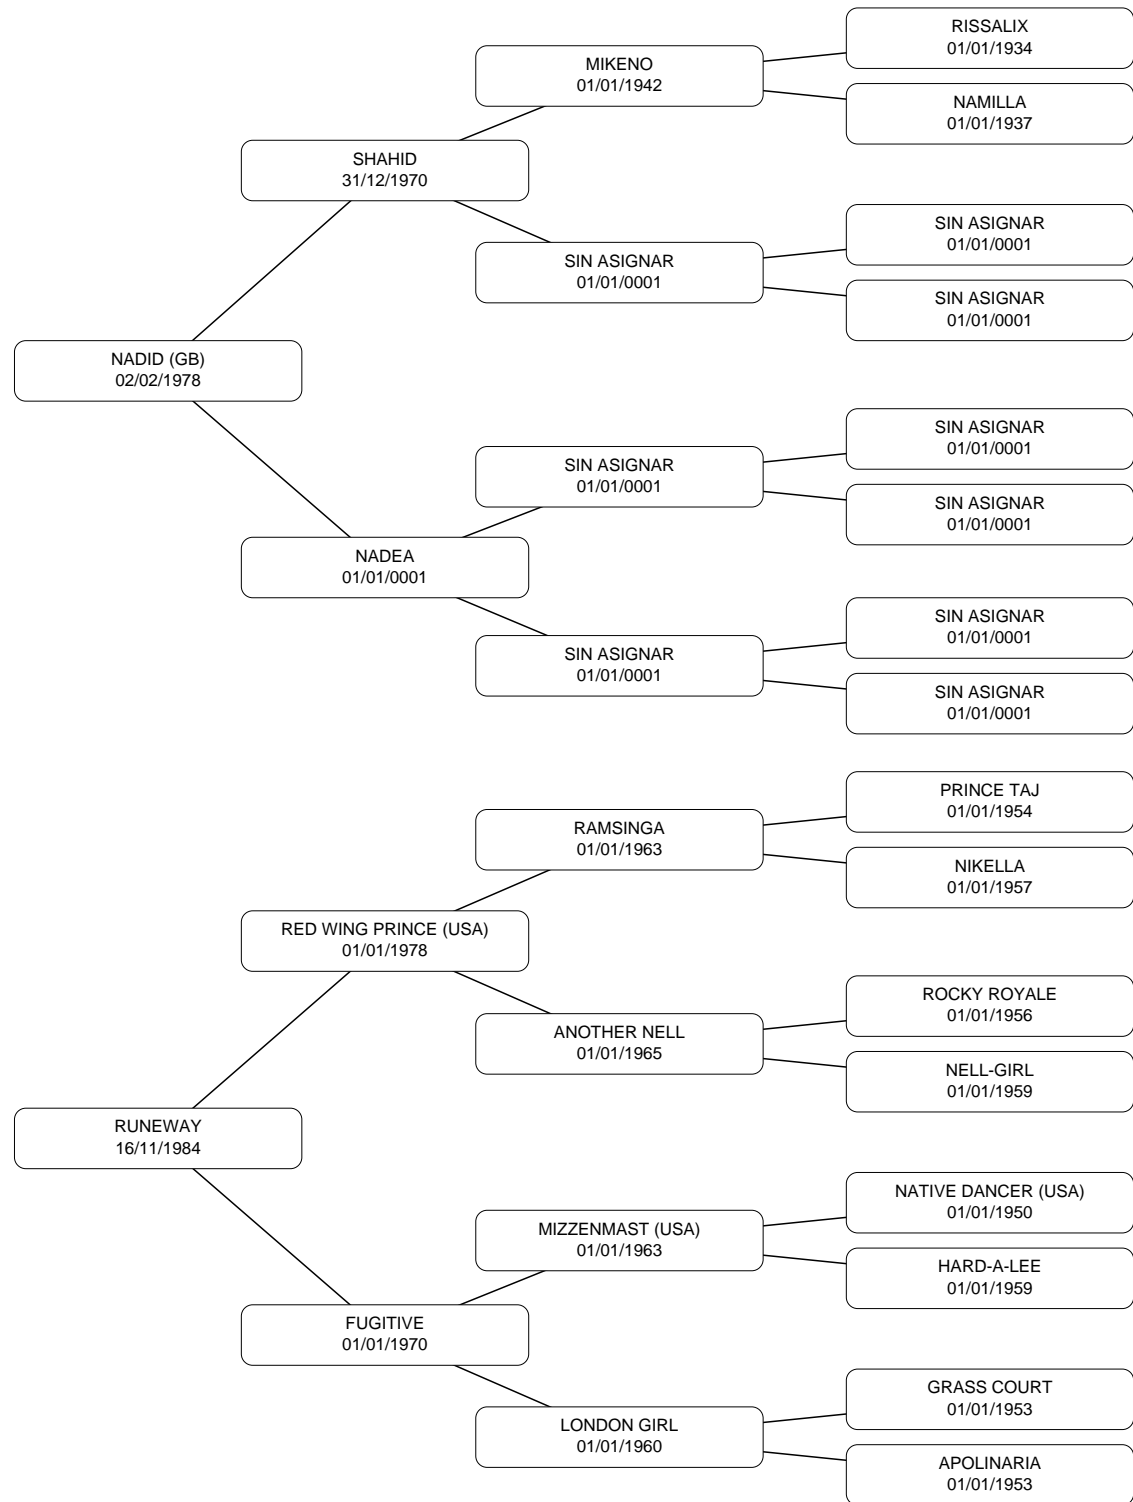 RISSALIX
01/01/1934
MIKENO
01/01/1942
NAMILLA
01/01/1937
SHAHID
31/12/1970
SIN ASIGNAR
01/01/0001
SIN ASIGNAR
01/01/0001
SIN ASIGNAR
01/01/0001
NADID (GB)
02/02/1978
SIN ASIGNAR
01/01/0001
SIN ASIGNAR
01/01/0001
SIN ASIGNAR
01/01/0001
NADEA
01/01/0001
SIN ASIGNAR
01/01/0001
SIN ASIGNAR
01/01/0001
SIN ASIGNAR
01/01/0001
PRINCE TAJ
01/01/1954
RAMSINGA
01/01/1963
NIKELLA
01/01/1957
RED WING PRINCE (USA)
01/01/1978
ROCKY ROYALE
01/01/1956
ANOTHER NELL
01/01/1965
NELL-GIRL
01/01/1959
RUNEWAY
16/11/1984
NATIVE DANCER (USA)
01/01/1950
MIZZENMAST (USA)
01/01/1963
HARD-A-LEE
01/01/1959
FUGITIVE
01/01/1970
GRASS COURT
01/01/1953
LONDON GIRL
01/01/1960
APOLINARIA
01/01/1953